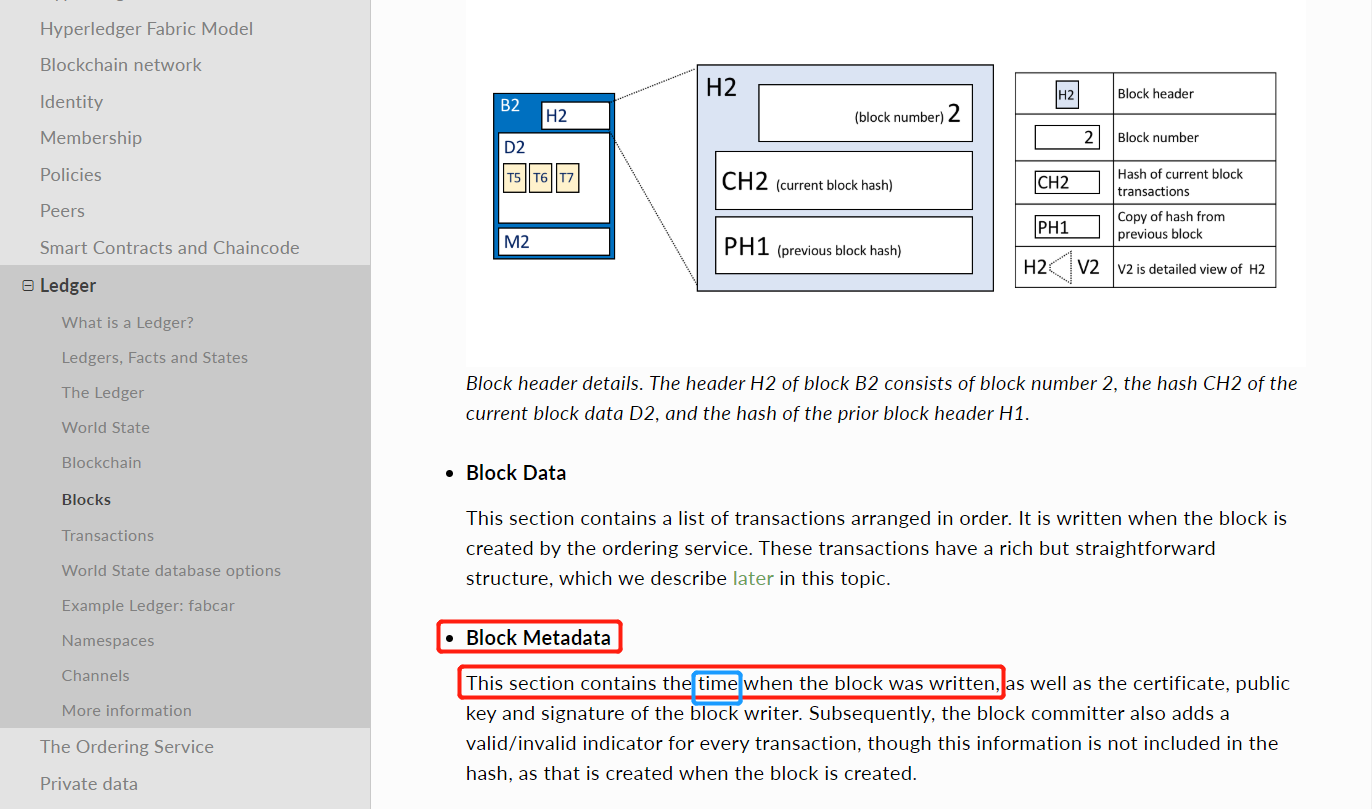 Hyperledger Fabric Model
Blockchain network
Identity
Membership
Policies
Peers
Smart Contracts and Chaincode
Ledger
What is a Ledger?
Ledgers, Facts and States
The Ledger
World State
Blockchain
Blocks
Transactions
World State database options
Example Ledger: fabcar
Namespaces
Channels
More information
The Ordering Service
Private data
B2
H2
D2
T5 T6 T7
M2
H2
(block number) 2
CH2 (current block hash)
PH1 (previous block hash)
H2 Block header
2 Block number
CH2 Hash of current block
transactions
PH1 Copy of hash from
previous block
H2 V2 V2 is detailed view of H2
Block header details. The header H2 of block B2 consists of block number 2, the hash CH2 of the
current block data D2, and the hash of the prior block header H1.
• Block Data
This section contains a list of transactions arranged in order. It is written when the block is
created by the ordering service. These transactions have a rich but straightforward
structure, which we describe later in this topic.
• Block Metadata
This section contains the time when the block was written, as well as the certificate, public
key and signature of the block writer. Subsequently, the block committer also adds a
valid/invalid indicator for every transaction, though this information is not included in the
hash, as that is created when the block is created.